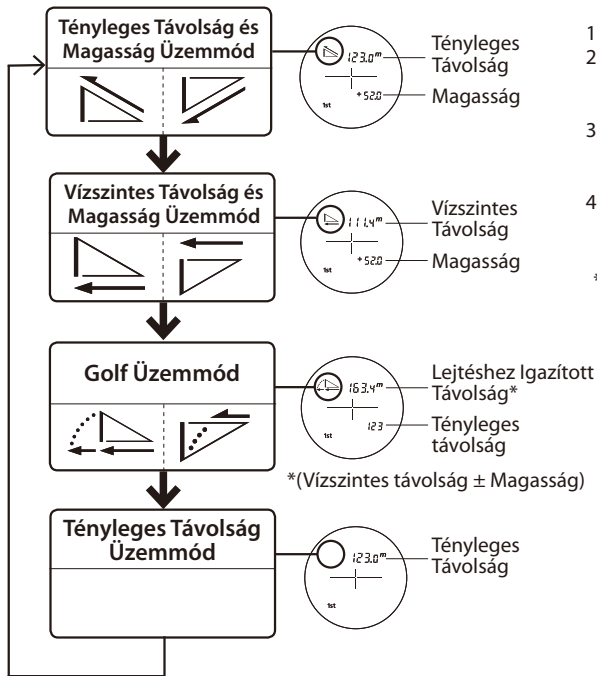 Tényleges Távolság és
Magasság Üzemmód
123.0m
+52.0
1st
Tényleges
Távolság
Magasság
Vízszintes Távolság és
Magasság Üzemmód
111.4m
+52.0
1st
Vízszintes
Távolság
Magasság
Golf Üzemmód
163.4m
123
1st
Lejtéshez Igazított
Távolság*
Tényleges
távolság
*(Vízszintes távolság ± Magasság)
Tényleges Távolság
Üzemmód
123.0m
1st
Tényleges
Távolság
1
2
3
4
*